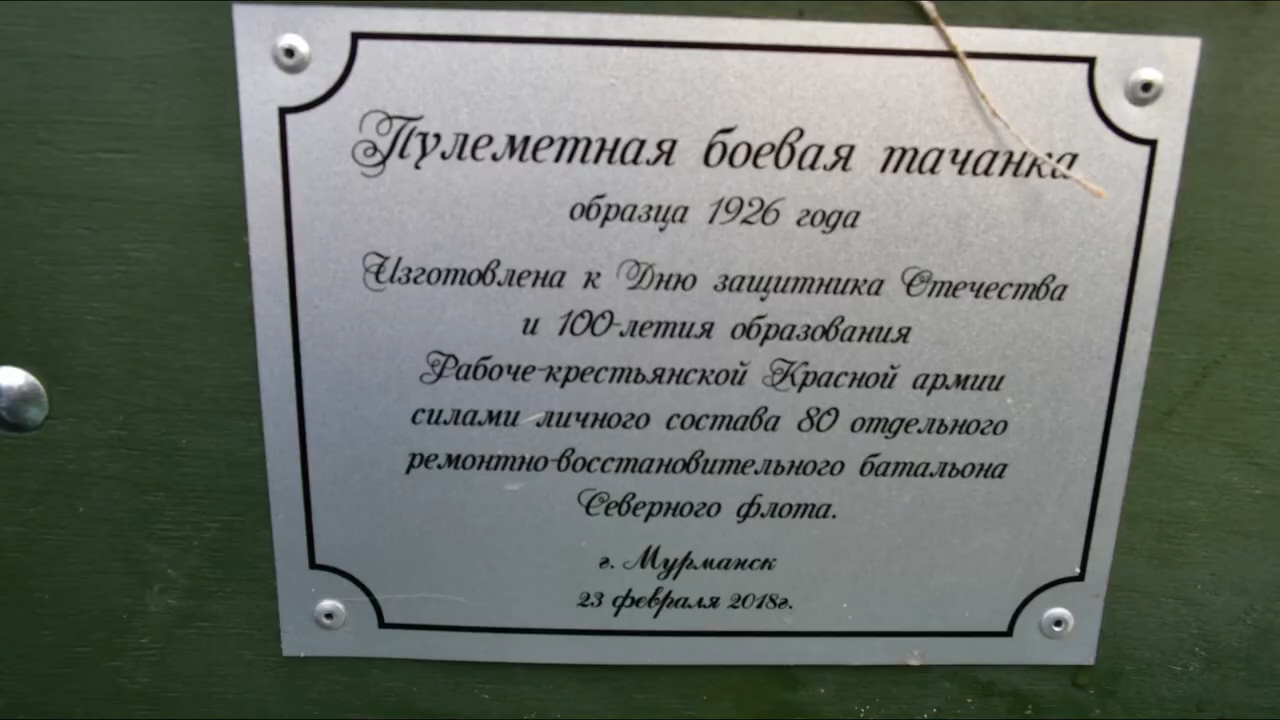 Пулеметная боевая тачанка
образца 1926 года
Изготовлена к Дню защитника Отечества
и 100-летия образования
Рабоче-крестьянской Красной армии
силами личного состава 80 отдельного
ремонтно-восстановительного батальона
Северного флота.
г. Мурманск
23 февраля 2018г.